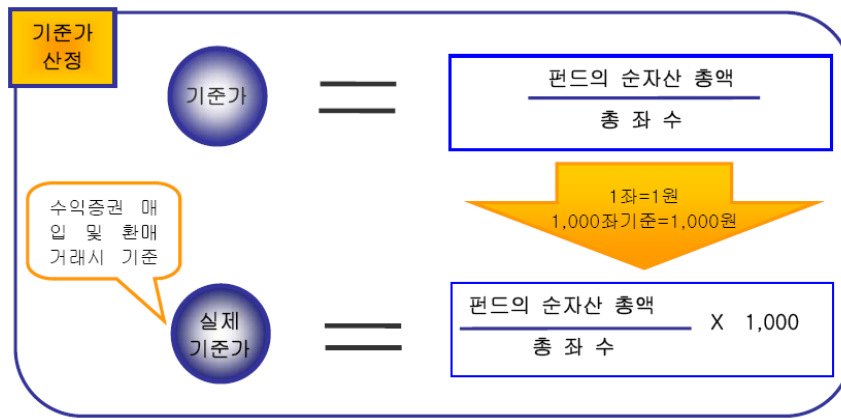 기준가
산정
기준가
펀드의 순자산 총액
총 좌 수
1좌=1원
1,000좌기준=1,000원
수익증권 매
입 및 환매
거래시 기준
실제
기준가
펀드의 순자산 총액
총 좌 수
X 1,000